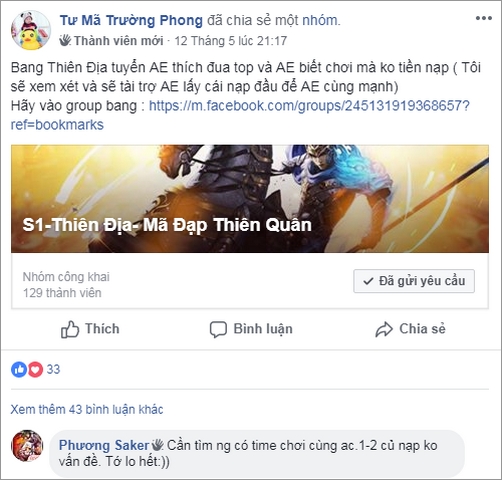 Tư Mã Trường Phong đã chia sẻ một nhóm.
Thành viên mới · 12 Tháng 5 lúc 21:17
Bang Thiên Địa tuyển AE thích đua top và AE biết chơi mà ko tiền nạp ( Tôi
sẽ xem xét và sẽ tài trợ AE lấy cái nạp đầu để AE cùng mạnh)
Hãy vào group bang : https://m.facebook.com/groups/245131919368657?
ref=bookmarks
S1-Thiên Địa- Mã Đạp Thiên Quân
Nhóm công khai
129 thành viên
Đã gửi yêu cầu
Thích
Bình luận
Chia sẻ
33
Xem thêm 43 bình luận khác
Phương Saker Cần tìm ng có time chơi cùng ac.1-2 củ nạp ko
vấn đề. Tớ lo hết:))